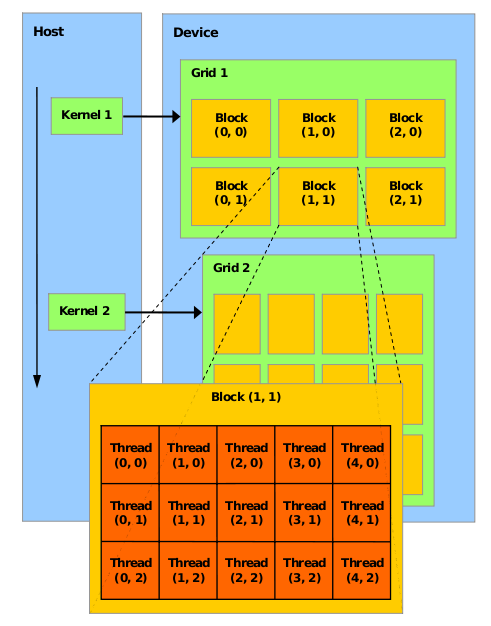 Host
Device
Grid 1
Kernel 1
Block
(0, 0)
Block
(1, 0)
Block
(2, 0)
Block
(0, 1)
Block
(1, 1)
Block
(2, 1)
Grid 2
Kernel 2
Block (1, 1)
Thread
(0, 0)
Thread
(1, 0)
Thread
(2, 0)
Thread
(3, 0)
Thread
(4, 0)
Thread
(0, 1)
Thread
(1, 1)
Thread
(2, 1)
Thread
(3, 1)
Thread
(4, 1)
Thread
(0, 2)
Thread
(1, 2)
Thread
(2, 2)
Thread
(3, 2)
Thread
(4, 2)